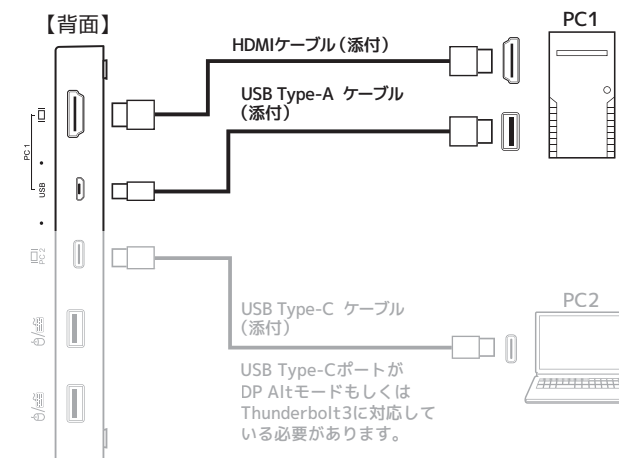 【背面】
PC1
HDMIケーブル（添付）
USB Type-A ケーブル
（添付）
PC 1
USB
PC 2
USB Type-C ケーブル
（添付）
PC2
USB Type-Cポートが
DP Altモードもしくは
Thunderbolt3に対応して
いる必要があります。